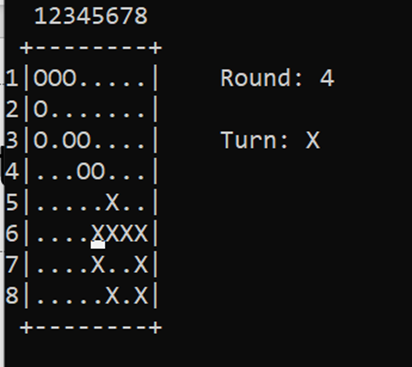 12345678
+--------+
1|OOO.....|    Round: 4
2|O.......|
3|O.OO....|    Turn: X
4|...OO...|
5|.....X..|
6|....XXXX|
7|....X..X|
8|.....X.X|
+--------+